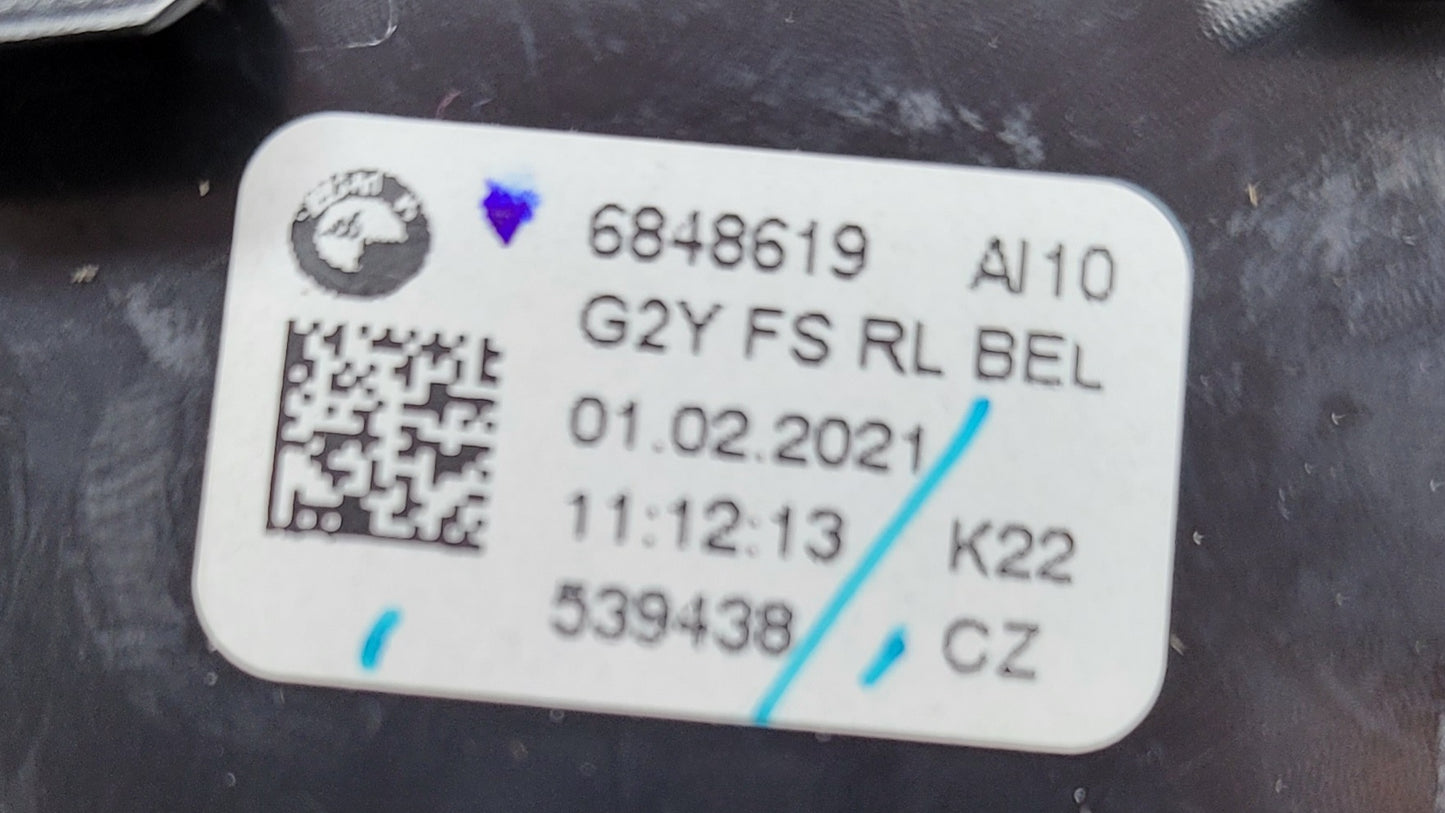 6848619 AI10
G2Y FS RL BEL
01.02.2021
11:12:13 K22
539438 CZ